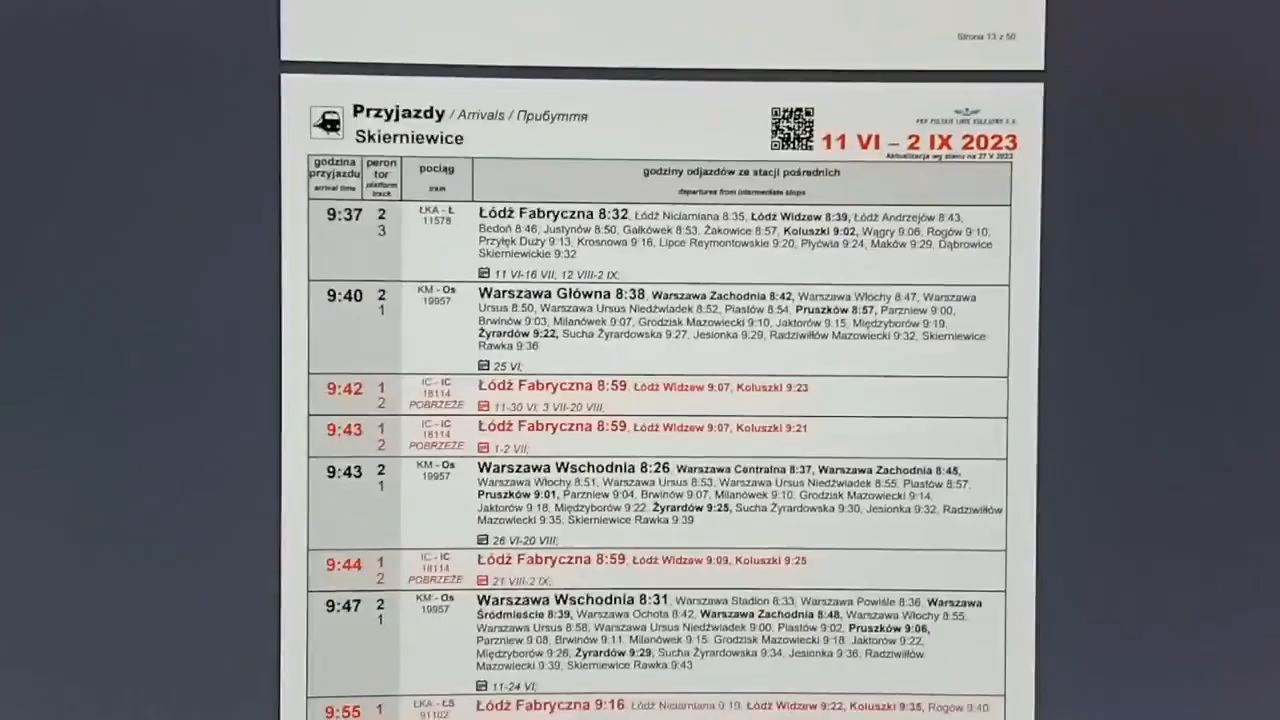 Strona 13 z 50
Przyjazdy / Arrivals / Прибуття
Skierniewice
PKP POLSKIE LINIE KOLEJOWE S.A.
11 VI – 2 IX 2023
Aktualizacja wg stanu na 27 V 2023
godzina przyjazdu arrival time
peron tor platform track
pociąg train
godziny odjazdów ze stacji pośrednich
departures from intermediate stops
9:37 2 3 ŁKA - Ł 11578
Łódź Fabryczna 8:32, Łódź Niciarniana 8:35, Łódź Widzew 8:39, Łódź Andrzejów 8:43,
Bedoń 8:46, Justynów 8:50, Gałkówek 8:53, Żakowice 8:57, Koluszki 9:02, Wągry 9:06, Rogów 9:10,
Przyłęk Duży 9:13, Krosnowa 9:16, Lipce Reymontowskie 9:20, Płyćwia 9:24, Maków 9:29, Dąbrowice
Skierniewickie 9:32
11 VI-16 VII, 12 VIII-2 IX;
9:40 2 1 KM - Os 19957
Warszawa Główna 8:38, Warszawa Zachodnia 8:42, Warszawa Włochy 8:47, Warszawa
Ursus 8:50, Warszawa Ursus Niedźwiadek 8:52, Piastów 8:54, Pruszków 8:57, Parzniew 9:00,
Brwinów 9:03, Milanówek 9:07, Grodzisk Mazowiecki 9:10, Jaktorów 9:15, Międzyborów 9:19,
Żyrardów 9:22, Sucha Żyrardowska 9:27, Jesionka 9:29, Radziwiłłów Mazowiecki 9:32, Skierniewice
Rawka 9:36
25 VI;
9:42 1 2 IC - IC 18114 POBRZEŻE
Łódź Fabryczna 8:59, Łódź Widzew 9:07, Koluszki 9:23
11-30 VI, 3 VII-20 VIII;
9:43 1 2 IC - IC 18114 POBRZEŻE
Łódź Fabryczna 8:59, Łódź Widzew 9:07, Koluszki 9:21
1-2 VII;
9:43 2 1 KM - Os 19957
Warszawa Wschodnia 8:26, Warszawa Centralna 8:37, Warszawa Zachodnia 8:45,
Warszawa Włochy 8:51, Warszawa Ursus 8:53, Warszawa Ursus Niedźwiadek 8:55, Piastów 8:57,
Pruszków 9:01, Parzniew 9:04, Brwinów 9:07, Milanówek 9:10, Grodzisk Mazowiecki 9:14,
Jaktorów 9:18, Międzyborów 9:22, Żyrardów 9:25, Sucha Żyrardowska 9:30, Jesionka 9:32, Radziwiłłów
Mazowiecki 9:35, Skierniewice Rawka 9:39
26 VI-20 VIII;
9:44 1 2 IC - IC 18114 POBRZEŻE
Łódź Fabryczna 8:59, Łódź Widzew 9:09, Koluszki 9:25
21 VIII-2 IX;
9:47 2 1 KM - Os 19957
Warszawa Wschodnia 8:31, Warszawa Stadion 8:33, Warszawa Powiśle 8:36, Warszawa
Śródmieście 8:39, Warszawa Ochota 8:42, Warszawa Zachodnia 8:48, Warszawa Włochy 8:55,
Warszawa Ursus 8:58, Warszawa Ursus Niedźwiadek 9:00, Piastów 9:02, Pruszków 9:06,
Parzniew 9:08, Brwinów 9:11, Milanówek 9:15, Grodzisk Mazowiecki 9:18, Jaktorów 9:22,
Międzyborów 9:26, Żyrardów 9:29, Sucha Żyrardowska 9:34, Jesionka 9:36, Radziwiłłów
Mazowiecki 9:39, Skierniewice Rawka 9:43
11-24 VI;
9:55 1 ŁKA - ŁS 91102
Łódź Fabryczna 9:16, Łódź Niciarniana 9:19, Łódź Widzew 9:22, Koluszki 9:35, Rogów 9:40